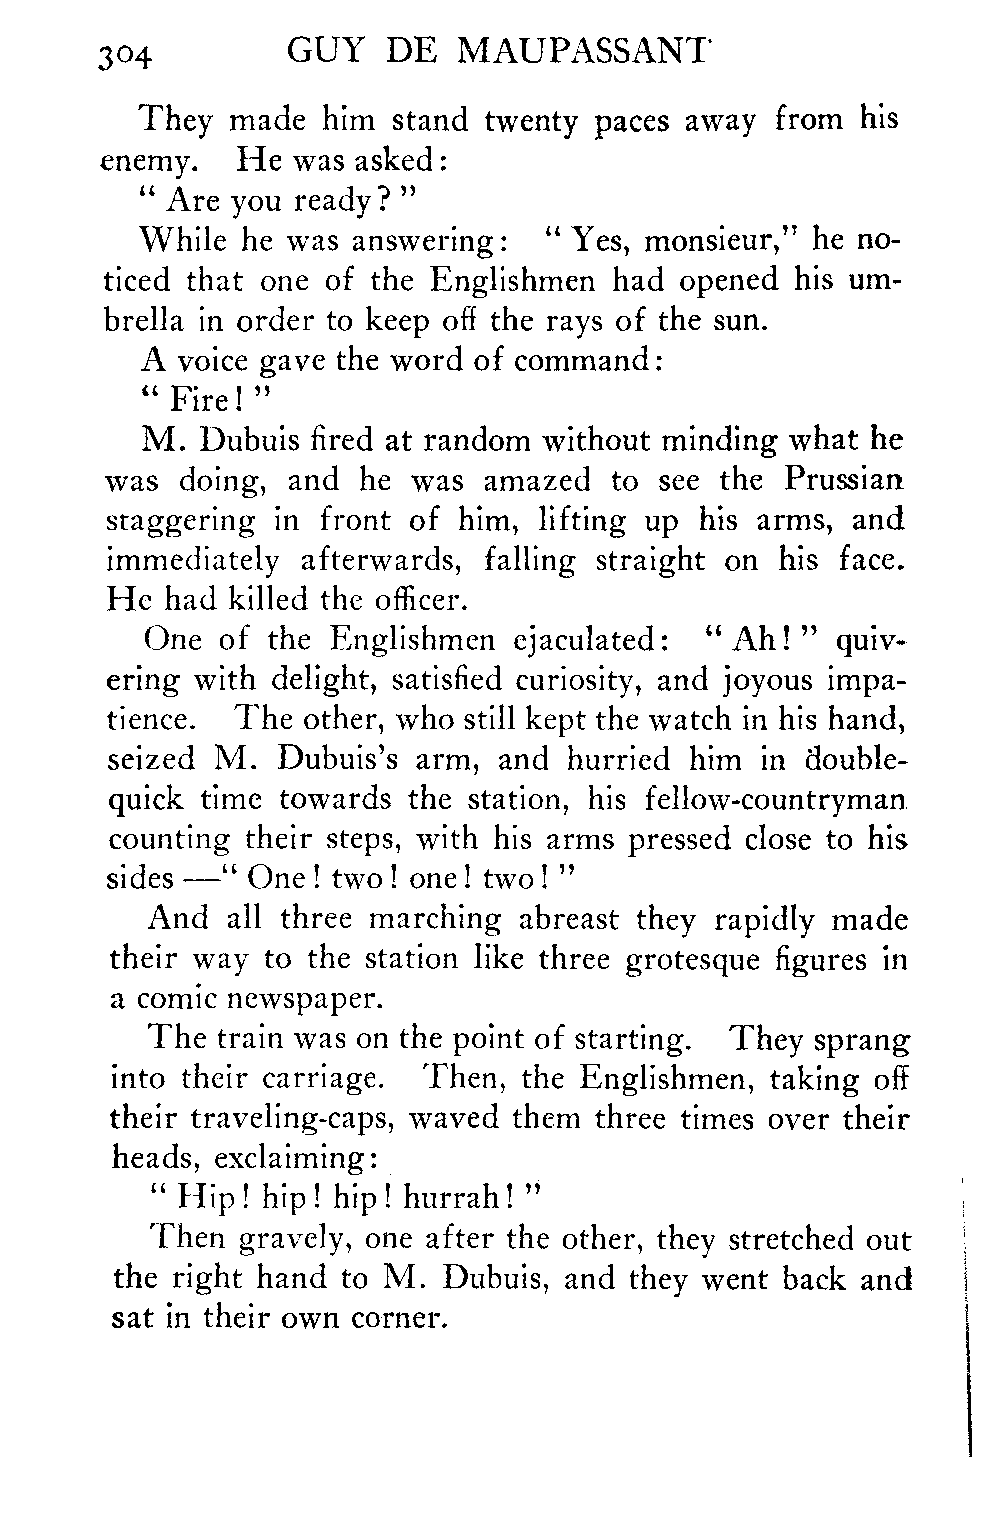 304 GUY DE MAUPASSANT
They made him stand twenty paces away from his
enemy. He was asked:
“ Are you ready? ”
While he was answering: “ Yes, monsieur,” he no-
ticed that one of the Englishmen had opened his um-
brella in order to keep off the rays of the sun.
A voice gave the word of command:
“ Fire! ”
M. Dubuis fired at random without minding what he
was doing, and he was amazed to see the Prussian
staggering in front of him, lifting up his arms, and
immediately afterwards, falling straight on his face.
He had killed the officer.
One of the Englishmen ejaculated: “ Ah! ” quiv-
ering with delight, satisfied curiosity, and joyous impa-
tience. The other, who still kept the watch in his hand,
seized M. Dubuis’s arm, and hurried him in double-
quick time towards the station, his fellow-countryman
counting their steps, with his arms pressed close to his
sides —“ One! two! one! two! ”
And all three marching abreast they rapidly made
their way to the station like three grotesque figures in
a comic newspaper.
The train was on the point of starting. They sprang
into their carriage. Then, the Englishmen, taking off
their traveling-caps, waved them three times over their
heads, exclaiming:
“ Hip! hip! hip! hurrah! ”
Then gravely, one after the other, they stretched out
the right hand to M. Dubuis, and they went back and
sat in their own corner.